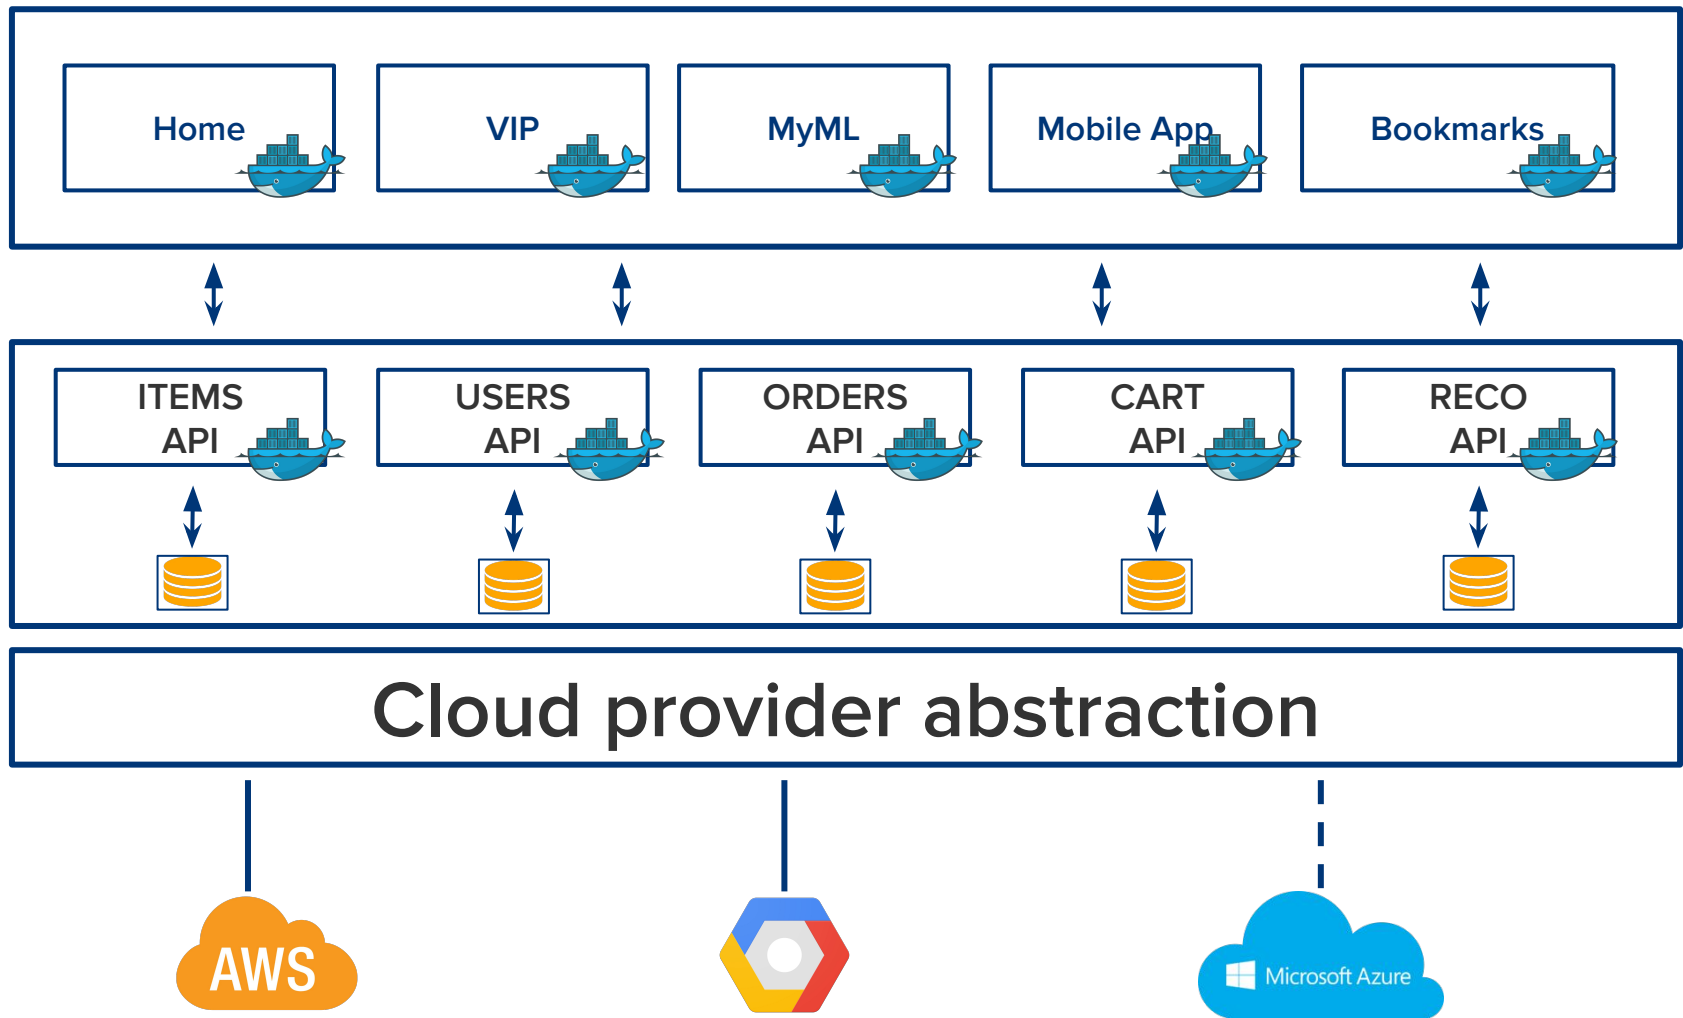 Home
VIP
MyML
Mobile App
Bookmarks
ITEMS
API
USERS
API
ORDERS
API
CART
API
RECO
API
Cloud provider abstraction
AWS
Microsoft Azure